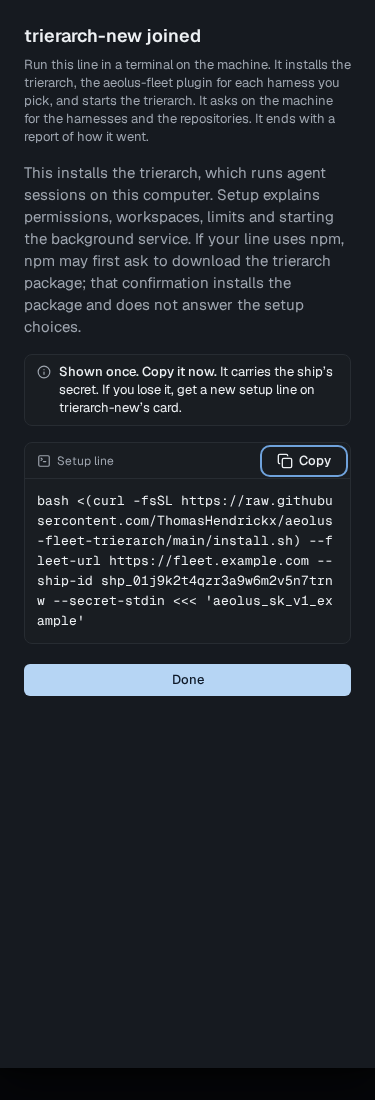 trierarch-new joined
Run this line in a terminal on the machine. It installs the
trierarch, the aeolus-fleet plugin for each harness you
pick, and starts the trierarch. It asks on the machine
for the harnesses and the repositories. It ends with a
report of how it went.
This installs the trierarch, which runs agent
sessions on this computer. Setup explains
permissions, workspaces, limits and starting
the background service. If your line uses npm,
npm may first ask to download the trierarch
package; that confirmation installs the
package and does not answer the setup
choices.
Shown once. Copy it now. It carries the ship's
secret. If you lose it, get a new setup line on
trierarch-new's card.
Setup line
Copy
bash <(curl -fsSL https://raw.githubu
sercontent.com/ThomasHendrickx/aeolus
-fleet-trierarch/main/install.sh) --f
leet-url https://fleet.example.com --
ship-id shp_01j9k2t4qzr3a9w6m2v5n7trn
w --secret-stdin <<< 'aeolus_sk_v1_ex
ample'
Done